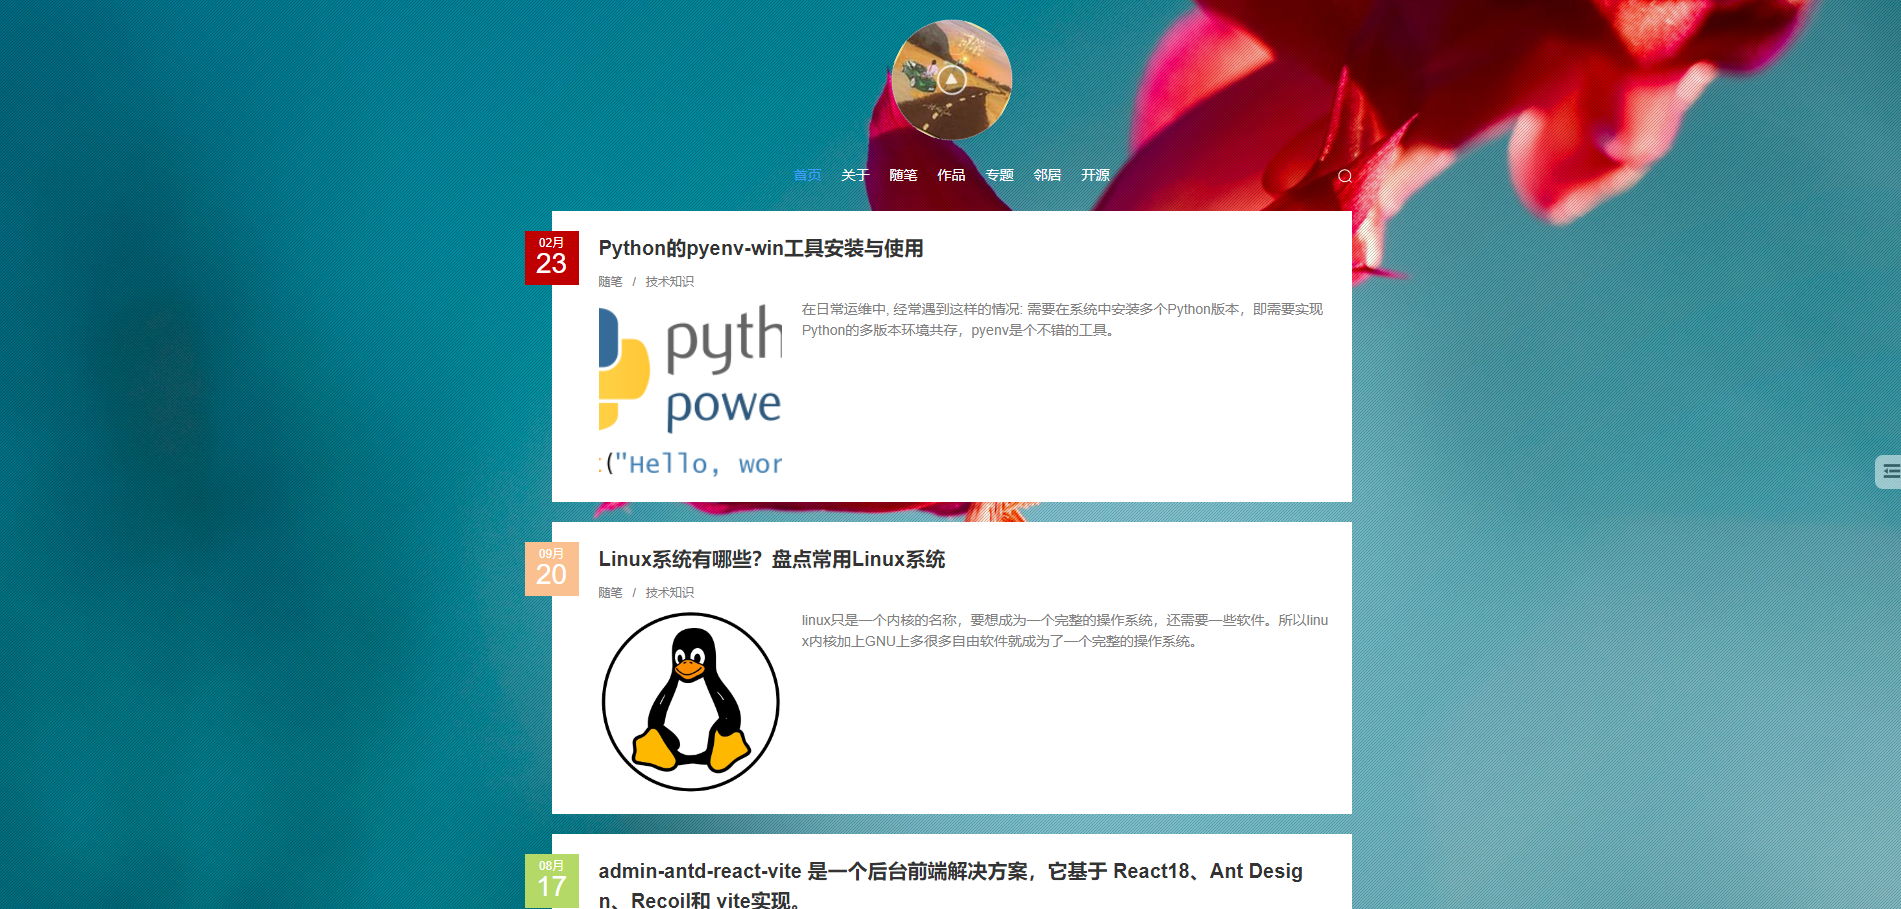 首页 关于 随笔 作品 专题 邻居 开源
02月
23
Python的pyenv-win工具安装与使用
随笔 / 技术知识
在日常运维中, 经常遇到这样的情况: 需要在系统中安装多个Python版本，即需要实现
Python的多版本环境共存，pyenv是个不错的工具。
pyth
powe
("Hello, wor
09月
20
Linux系统有哪些？盘点常用Linux系统
随笔 / 技术知识
linux只是一个内核的名称，要想成为一个完整的操作系统，还需要一些软件。所以linu
x内核加上GNU上多很多自由软件就成为了一个完整的操作系统。
08月
17
admin-antd-react-vite 是一个后台前端解决方案，它基于 React18、Ant Desig
n、Recoil和 vite实现。